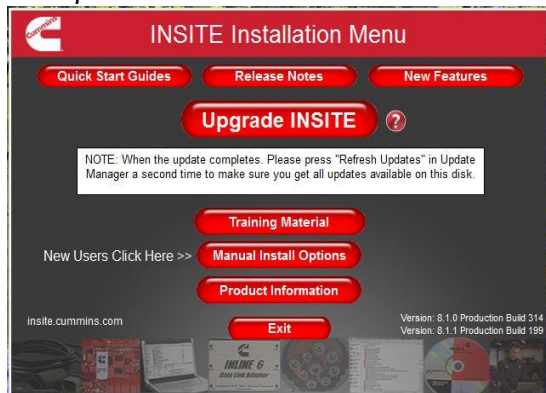 Cummins
INSITE Installation Menu
Quick Start Guides
Release Notes
New Features
Upgrade INSITE
?
NOTE: When the update completes. Please press "Refresh Updates" in Update
Manager a second time to make sure you get all updates available on this disk.
Training Material
New Users Click Here >>
Manual Install Options
Product Information
insite.cummins.com
Exit
Version: 8.1.0 Production Build 314
Version: 8.1.1 Production Build 199
INLINE 6
Data Link Adapter